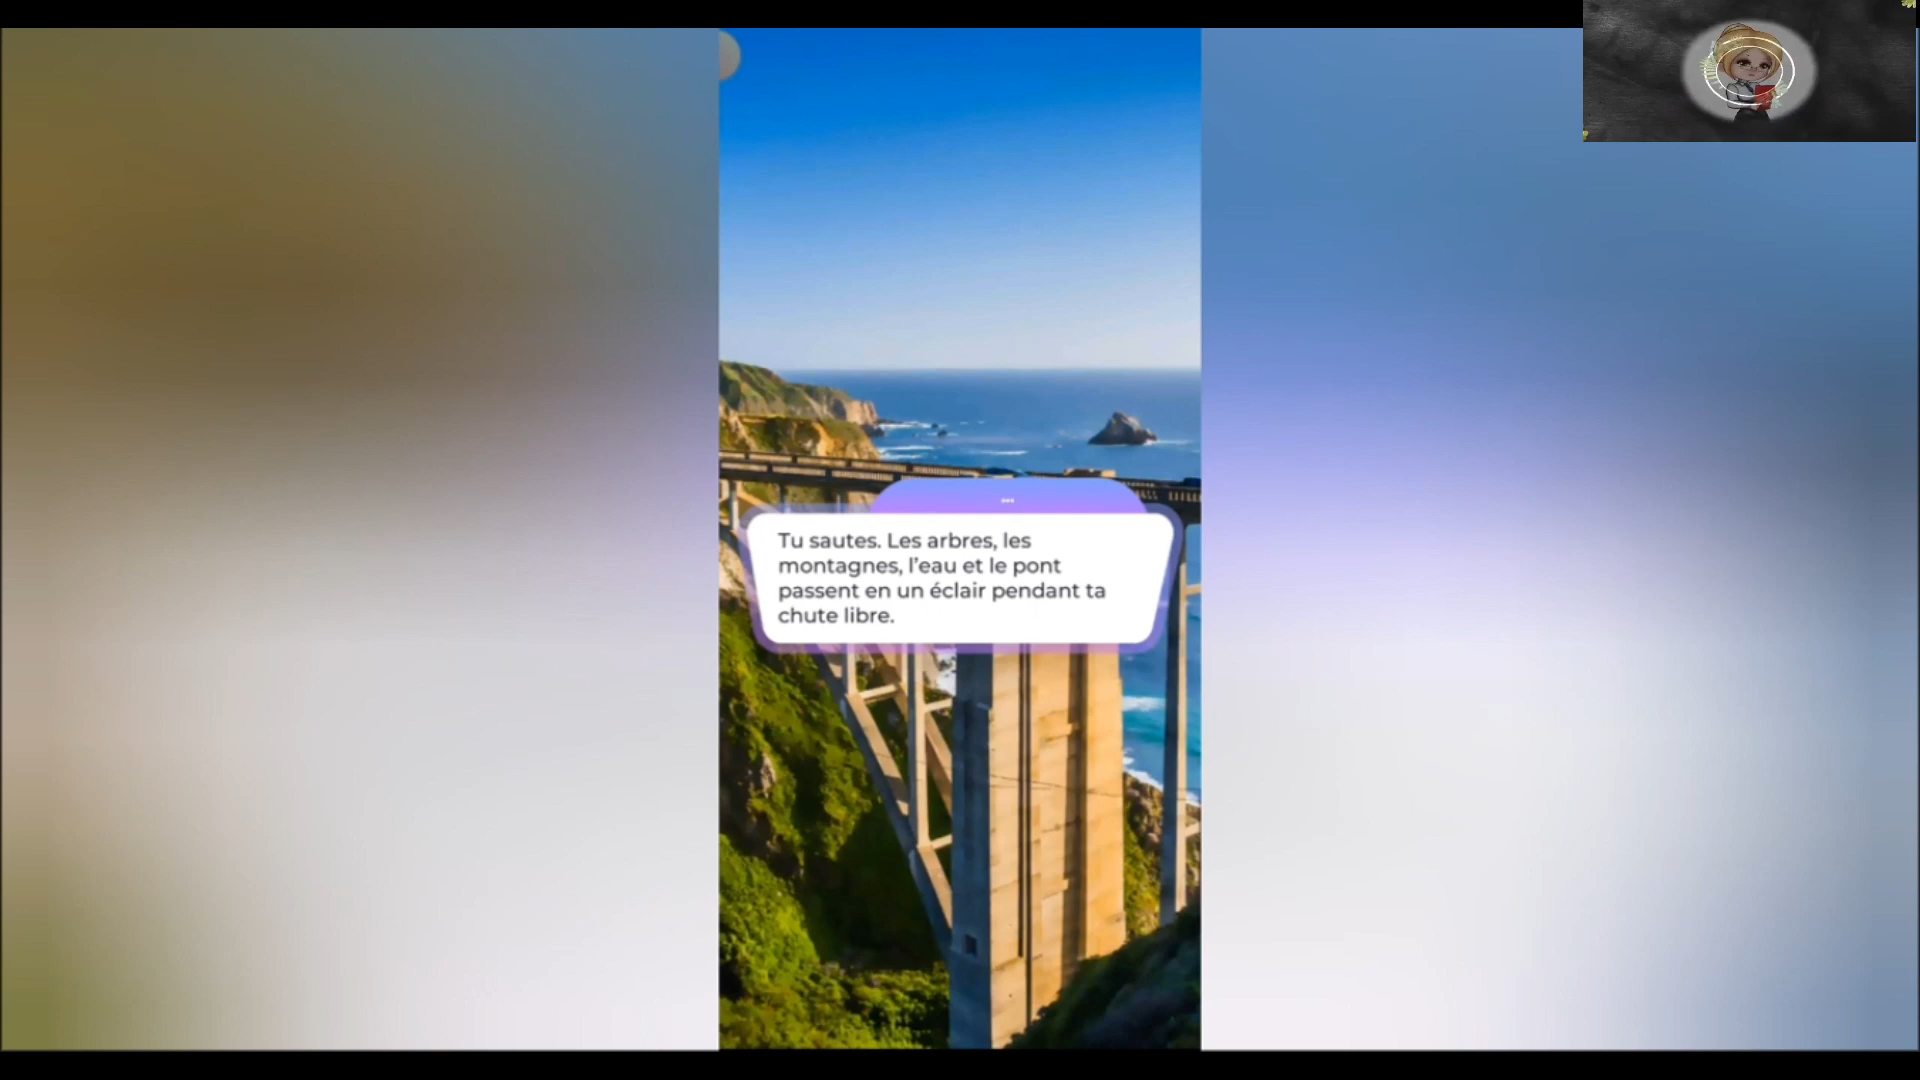 ...
Tu sautes. Les arbres, les
montagnes, l’eau et le pont
passent en un éclair pendant ta
chute libre.